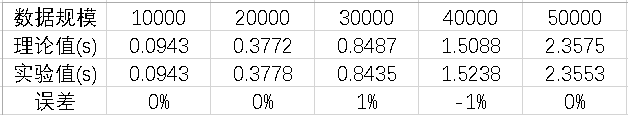 数据规模 10000 20000 30000 40000 50000
理论值(s) 0.0943 0.3772 0.8487 1.5088 2.3575
实验值(s) 0.0943 0.3778 0.8435 1.5238 2.3553
误差 0% 0% 1% -1% 0%